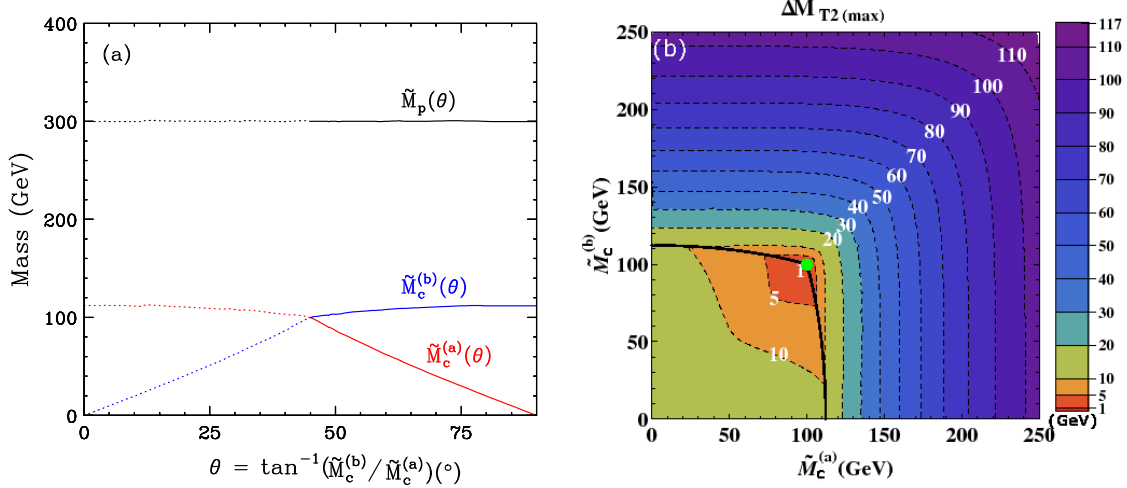 (a)
400
300
200
100
0
Mass (GeV)
M̃p(θ)
M̃c(b)(θ)
M̃c(a)(θ)
0 25 50 75
θ = tan−1(M̃c(b)/M̃c(a))(°)
ΔM T2 (max)
(b)
250
200
150
100
50
0
M̃c(b)(GeV)
110
100
90
80
70
60
50
40
30
20
1
5
10
0 50 100 150 200 250
M̃c(a)(GeV)
117
110
100
90
80
70
60
50
40
30
20
10
5
1
(GeV)